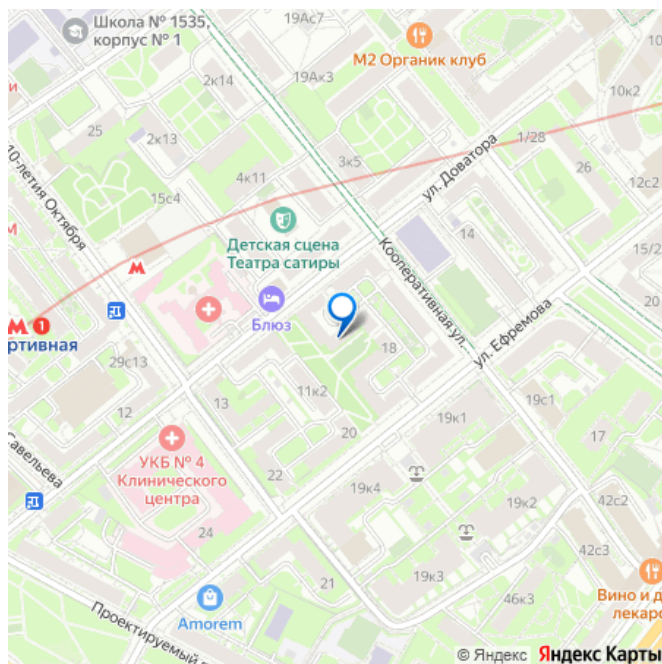 Школа № 1535,
корпус № 1
19Ас7
М2 Органик клуб
2к14
19Ак3
10к2
и
25
2к13
3к5
1/28
ул. Доватора
26
4к11
12с2
10-летия Октября
15с4
Детская сцена
Театра сатиры
14
15/2
20
Кооперативная ул.
М
Блюз
М 1
ртивная
18
ул. Ефремова
29с13
11к2
13
12
19к1
19с1
17
Савельева
УКБ № 4
Клинического
центра
20
22
19к4
19к2
42с2
24
42с3
21
19к3
46к3
Amorem
Вино и д
лекарс
Проектируемый п
© Яндекс Яндекс Карты